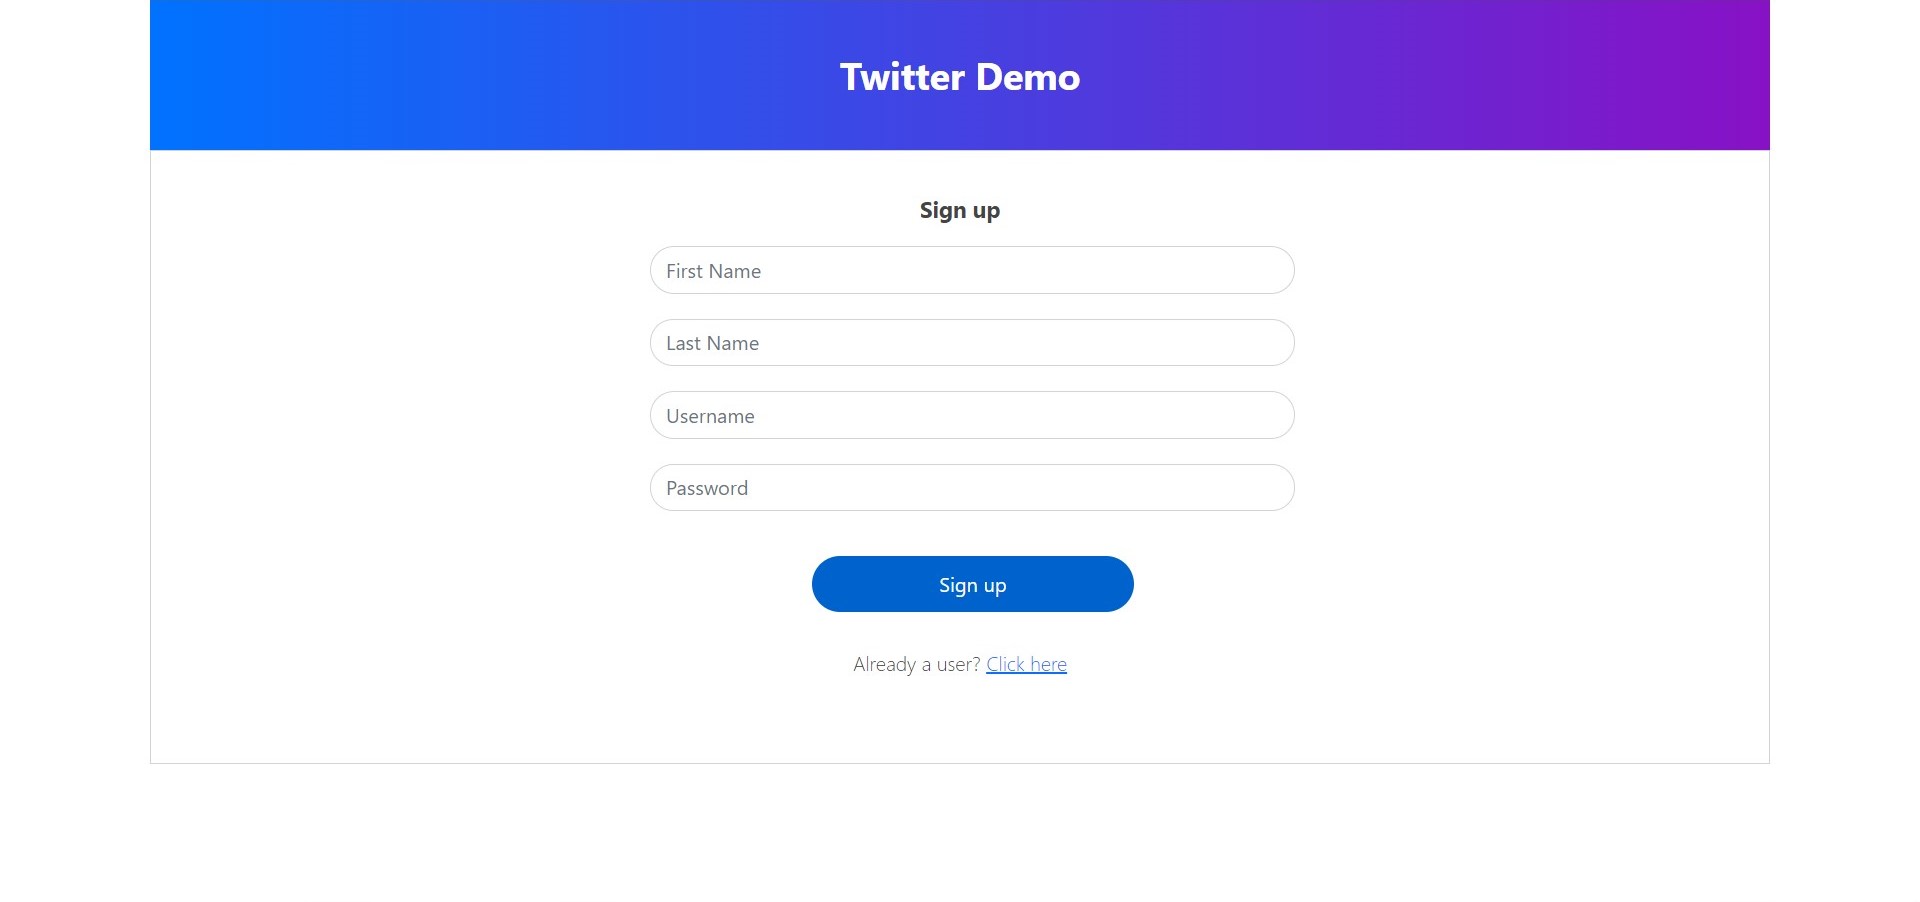 Twitter Demo
Sign up
First Name
Last Name
Username
Password
Sign up
Already a user? Click here